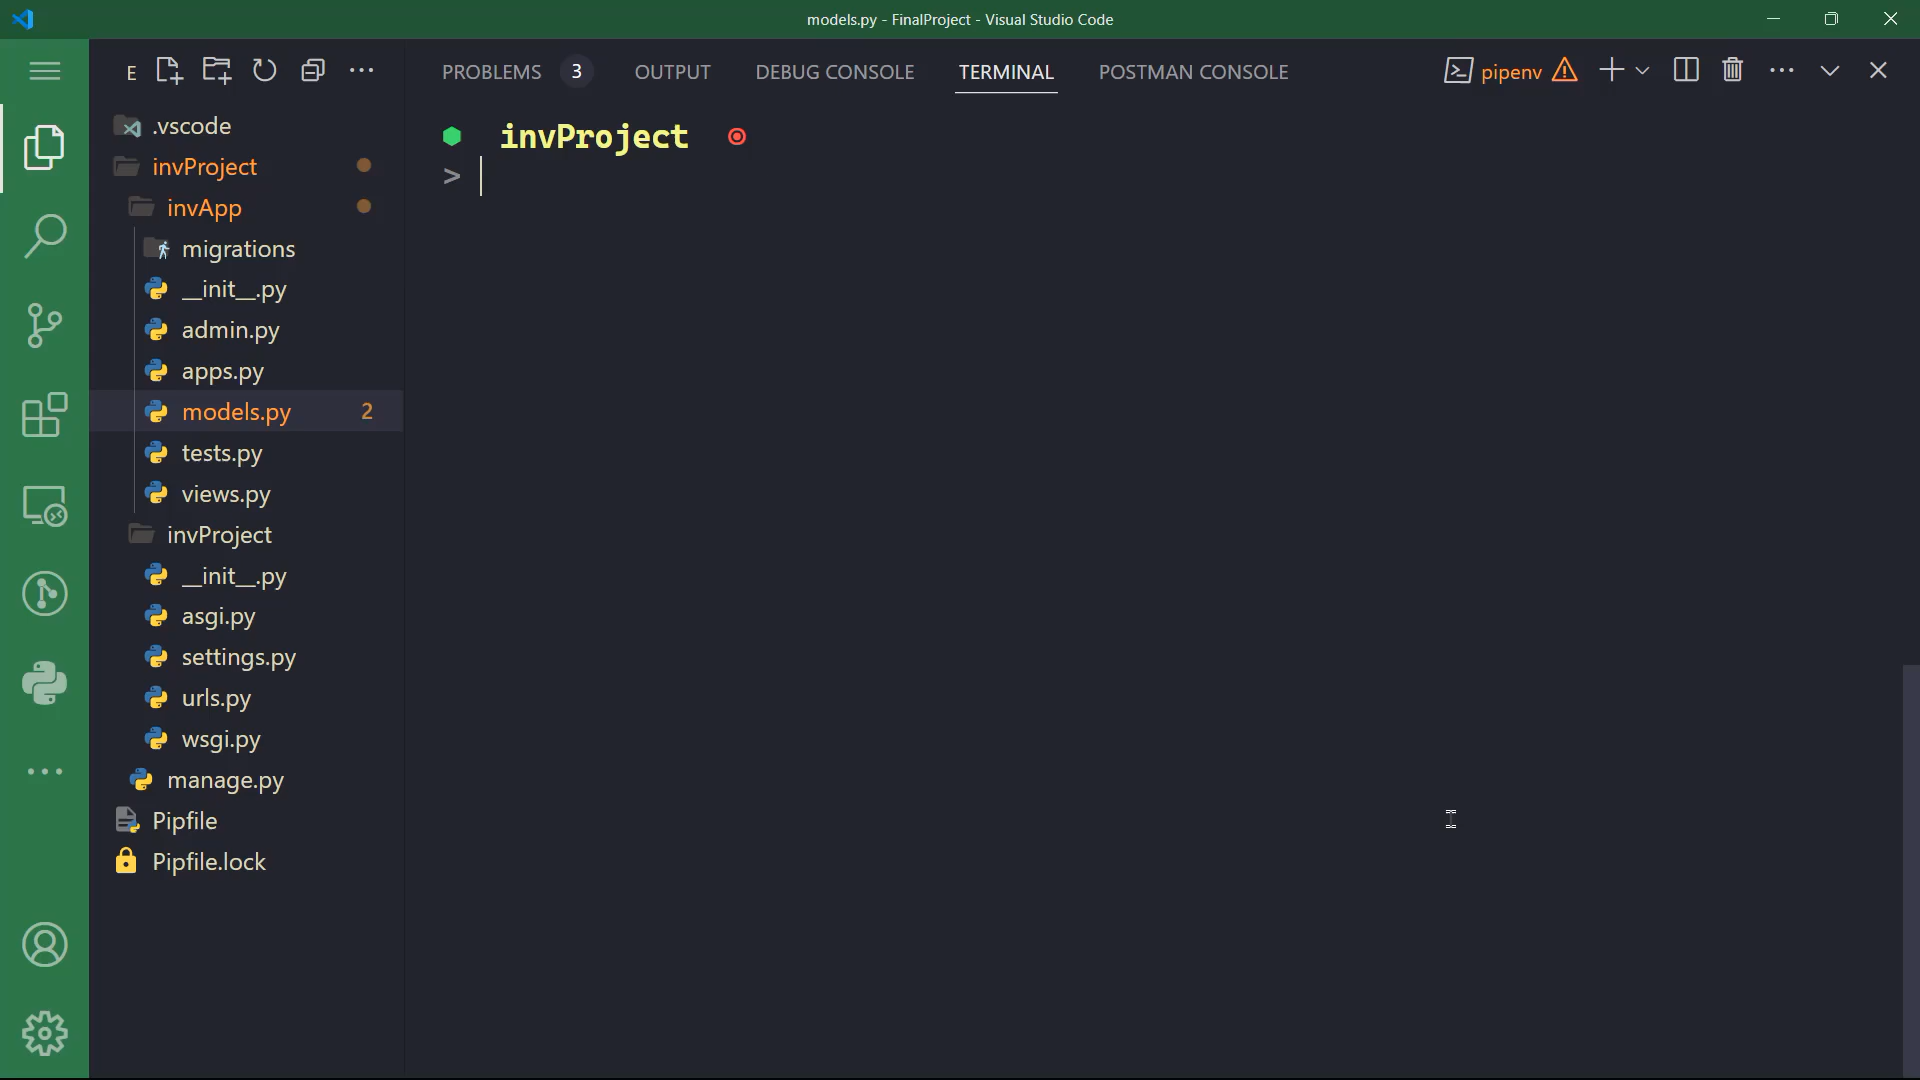 models.py - FinalProject - Visual Studio Code
E
PROBLEMS 3 OUTPUT DEBUG CONSOLE TERMINAL POSTMAN CONSOLE
pipenv
.vscode
invProject
invApp
migrations
__init__.py
admin.py
apps.py
models.py 2
tests.py
views.py
invProject
__init__.py
asgi.py
settings.py
urls.py
wsgi.py
manage.py
Pipfile
Pipfile.lock
invProject
>